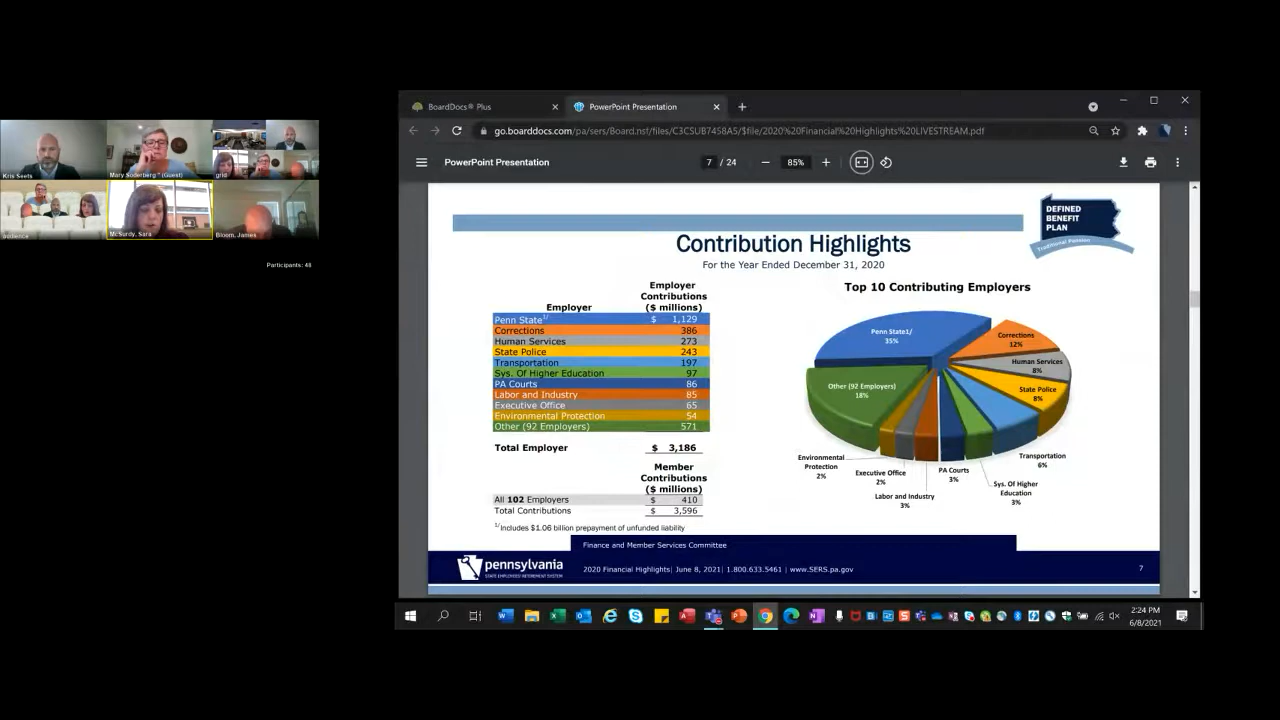 Kris Seets
Mary Soderberg * (Guest)
grid
audience
McSurdy, Sara
Bloom, James
Participants: 48
BoardDocs® Plus
PowerPoint Presentation
go.boarddocs.com/pa/sers/Board.nsf/files/C3CSUB7458A5/$file/2020%20Financial%20Highlights%20LIVESTREAM.pdf
PowerPoint Presentation
7 / 24
85%
DEFINED
BENEFIT
PLAN
Traditional Pension
Contribution Highlights
For the Year Ended December 31, 2020
Employer
Employer
Contributions
($ millions)
Penn State1/ $ 1,129
Corrections 386
Human Services 273
State Police 243
Transportation 197
Sys. Of Higher Education 97
PA Courts 86
Labor and Industry 85
Executive Office 65
Environmental Protection 54
Other (92 Employers) 571
Total Employer $ 3,186
Member
Contributions
($ millions)
All 102 Employers $ 410
Total Contributions $ 3,596
1/Includes $1.06 billion prepayment of unfunded liability
Top 10 Contributing Employers
Penn State1/
35%
Corrections
12%
Human Services
8%
State Police
8%
Transportation
6%
Sys. Of Higher
Education
3%
PA Courts
3%
Labor and Industry
3%
Executive Office
2%
Environmental
Protection
2%
Other (92 Employers)
18%
Finance and Member Services Committee
pennsylvania
STATE EMPLOYEES' RETIREMENT SYSTEM
2020 Financial Highlights| June 8, 2021| 1.800.633.5461 | www.SERS.pa.gov
7
2:24 PM
6/8/2021